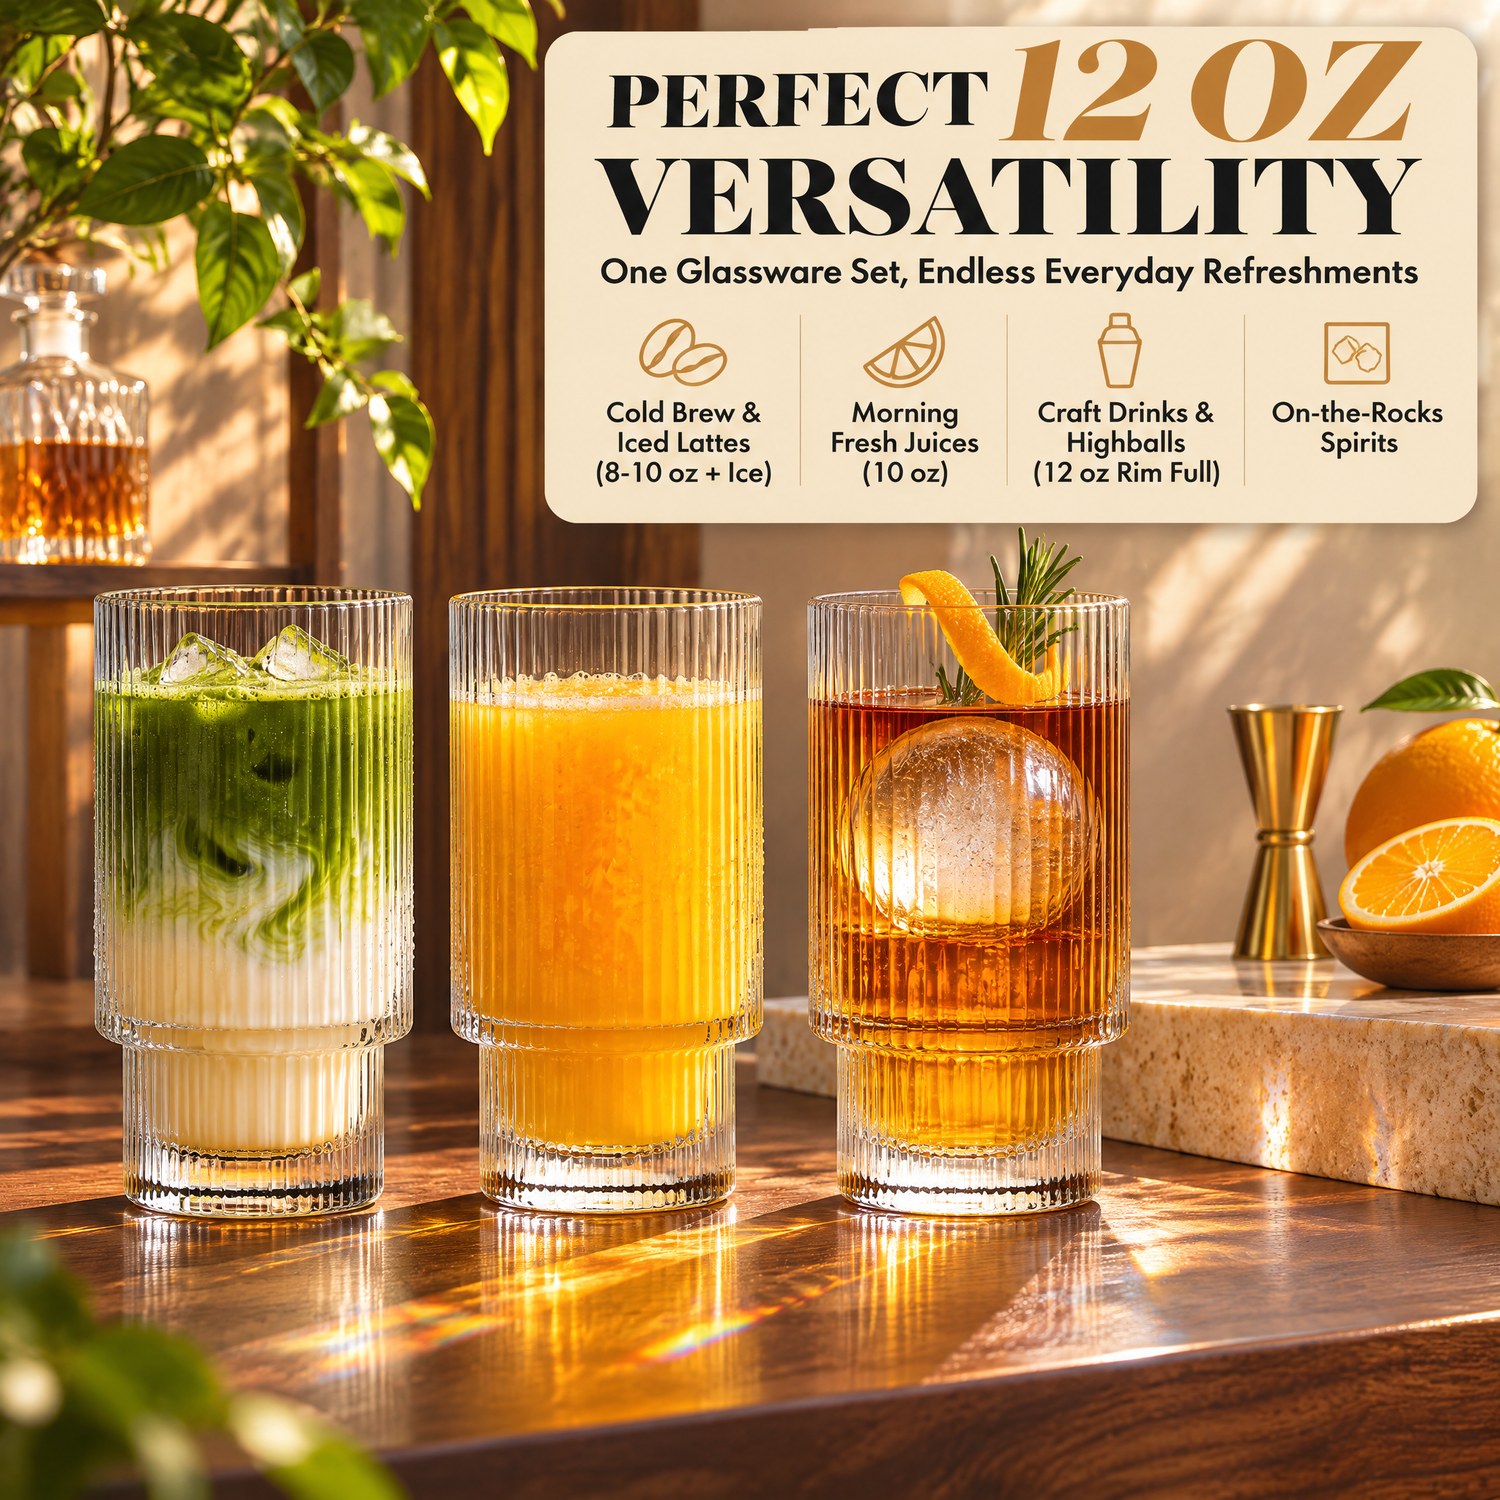 PERFECT 12 OZ
VERSATILITY
One Glassware Set, Endless Everyday Refreshments
Cold Brew &
Iced Lattes
(8-10 oz + Ice)
Morning
Fresh Juices
(10 oz)
Craft Drinks &
Highballs
(12 oz Rim Full)
On-the-Rocks
Spirits